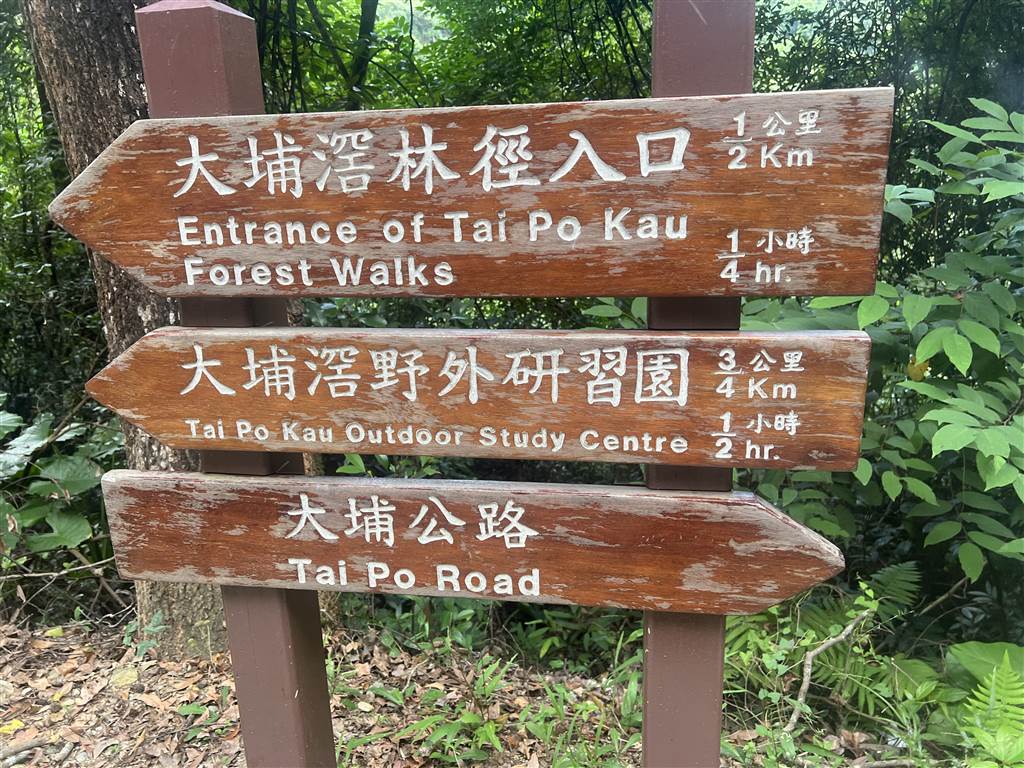 大埔滘林徑入口
1/2 公里
Km
Entrance of Tai Po Kau
Forest Walks
1/4 小時
hr.
大埔滘野外研習園
3/4 公里
Km
Tai Po Kau Outdoor Study Centre
1/2 小時
hr.
大埔公路
Tai Po Road